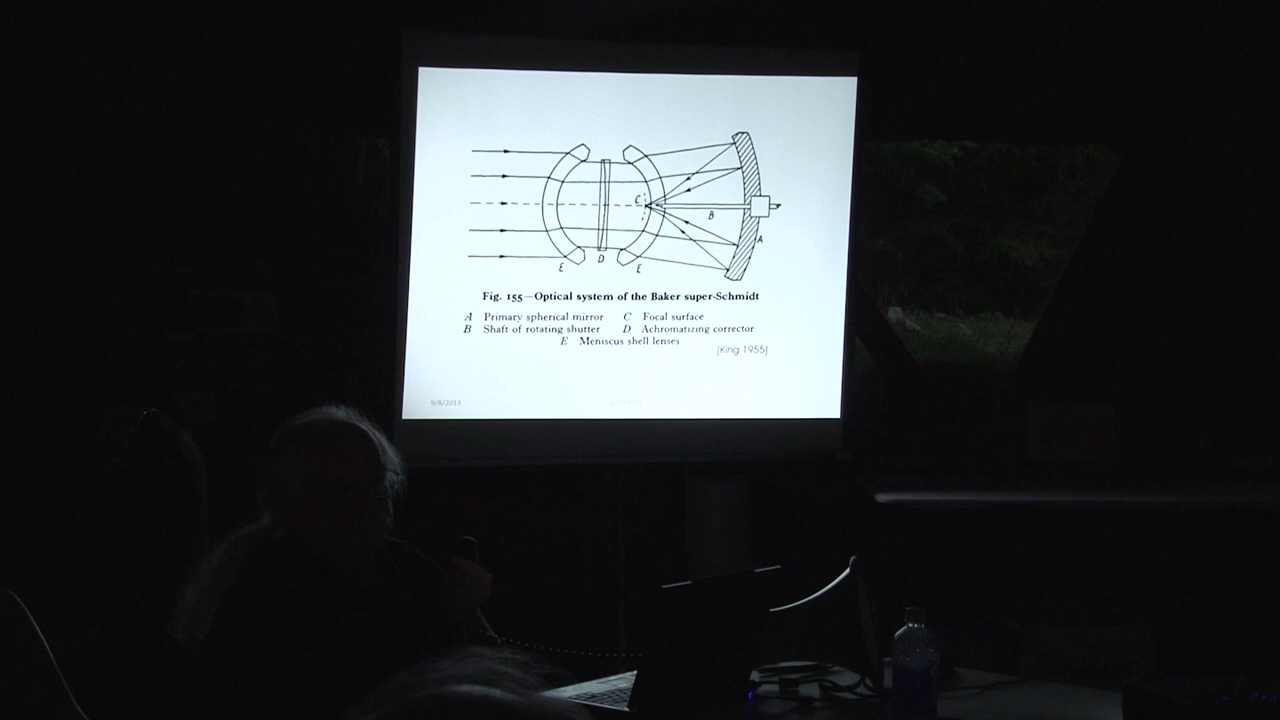 C
B
A
E
D
E
Fig. 155—Optical system of the Baker super-Schmidt
A Primary spherical mirror C Focal surface
B Shaft of rotating shutter D Achromatizing corrector
E Meniscus shell lenses
[King 1955]
9/8/2013